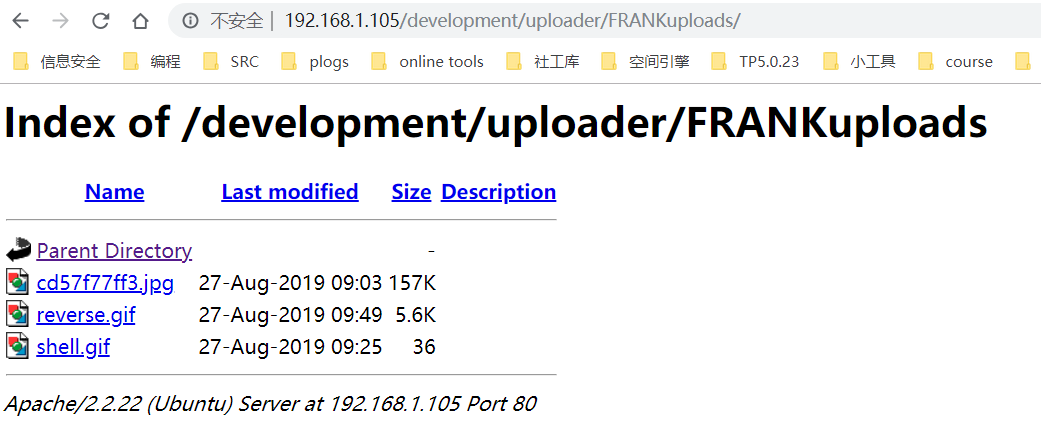 不安全 | 192.168.1.105/development/uploader/FRANKuploads/
信息安全 编程 SRC plogs online tools 社工库 空间引擎 TP5.0.23 小工具 course
Index of /development/uploader/FRANKuploads
Name Last modified Size Description
Parent Directory -
cd57f77ff3.jpg 27-Aug-2019 09:03 157K
reverse.gif 27-Aug-2019 09:49 5.6K
shell.gif 27-Aug-2019 09:25 36
Apache/2.2.22 (Ubuntu) Server at 192.168.1.105 Port 80